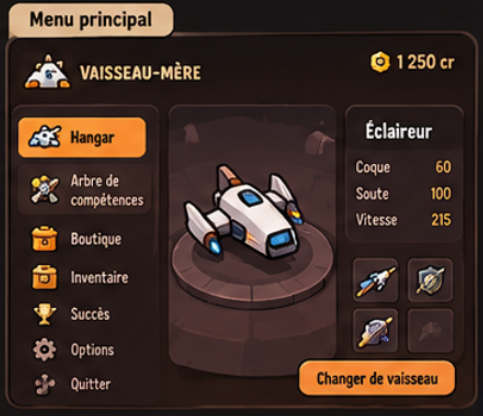 Menu principal
VAISSEAU-MÈRE
1 250 cr
Hangar
Arbre de
compétences
Boutique
Inventaire
Succès
Options
Quitter
Éclaireur
Coque 60
Soute 100
Vitesse 215
Changer de vaisseau